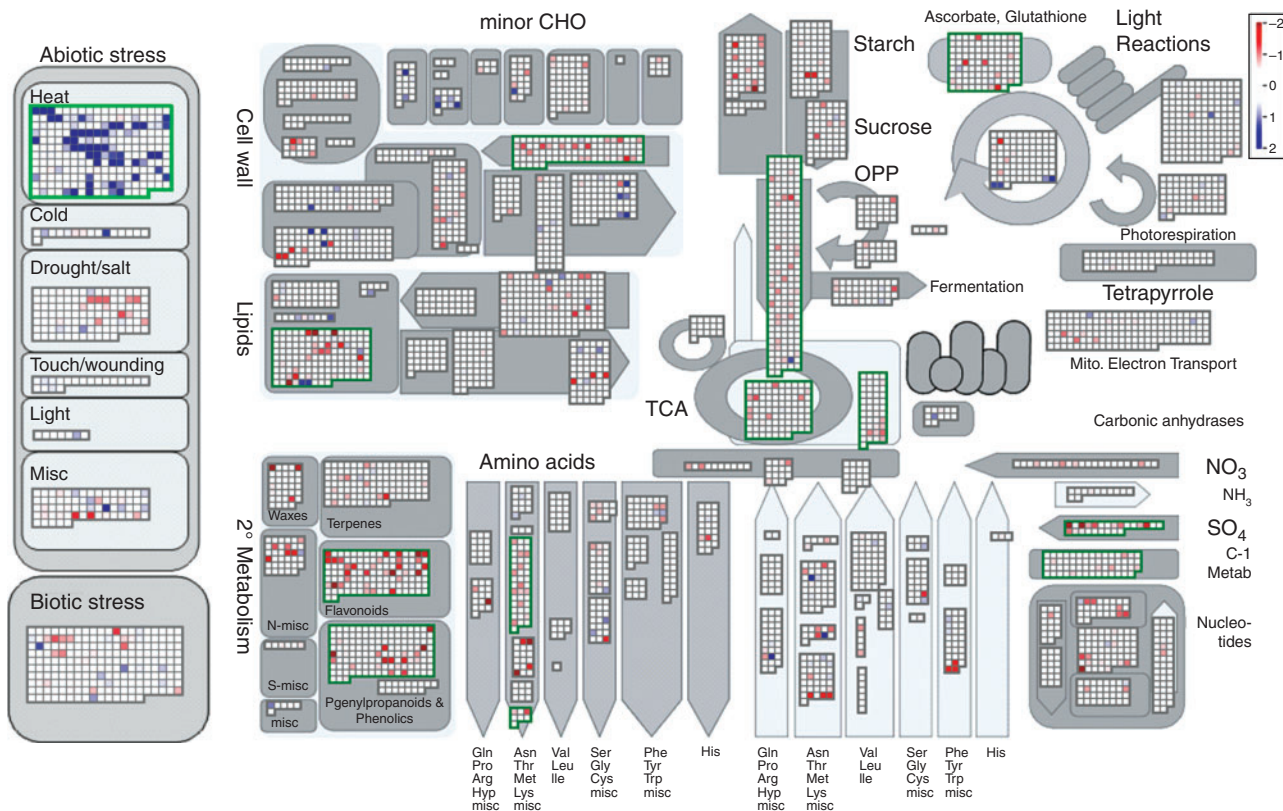 Abiotic stress
Heat
Cold
Drought/salt
Touch/wounding
Light
Misc
Biotic stress
minor CHO
Cell wall
Lipids
2° Metabolism
Waxes
Terpenes
N-misc
Flavonoids
S-misc
misc
Pgenylpropanoids &
Phenolics
Amino acids
Gln
Pro
Arg
Hyp
misc
Asn
Thr
Met
Lys
misc
Val
Leu
Ile
Ser
Gly
Cys
misc
Phe
Tyr
Trp
misc
His
Gln
Pro
Arg
Hyp
misc
Asn
Thr
Met
Lys
misc
Val
Leu
Ile
Ser
Gly
Cys
misc
Phe
Tyr
Trp
misc
His
Starch
Sucrose
OPP
Fermentation
TCA
Ascorbate, Glutathione
Light
Reactions
Photorespiration
Tetrapyrrole
Mito. Electron Transport
Carbonic anhydrases
NO3
NH3
SO4
C-1
Metab
Nucleo-
tides
-2
-1
0
1
2